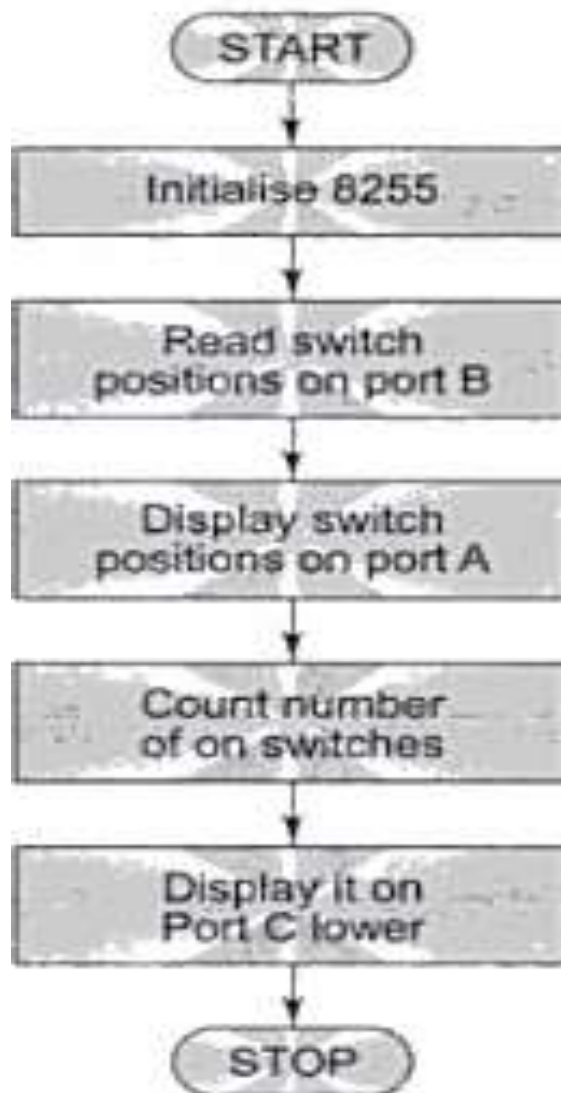 START
Initialise 8255
Read switch
positions on port B
Display switch
positions on port A
Count number
of on switches
Display it on
Port C lower
STOP